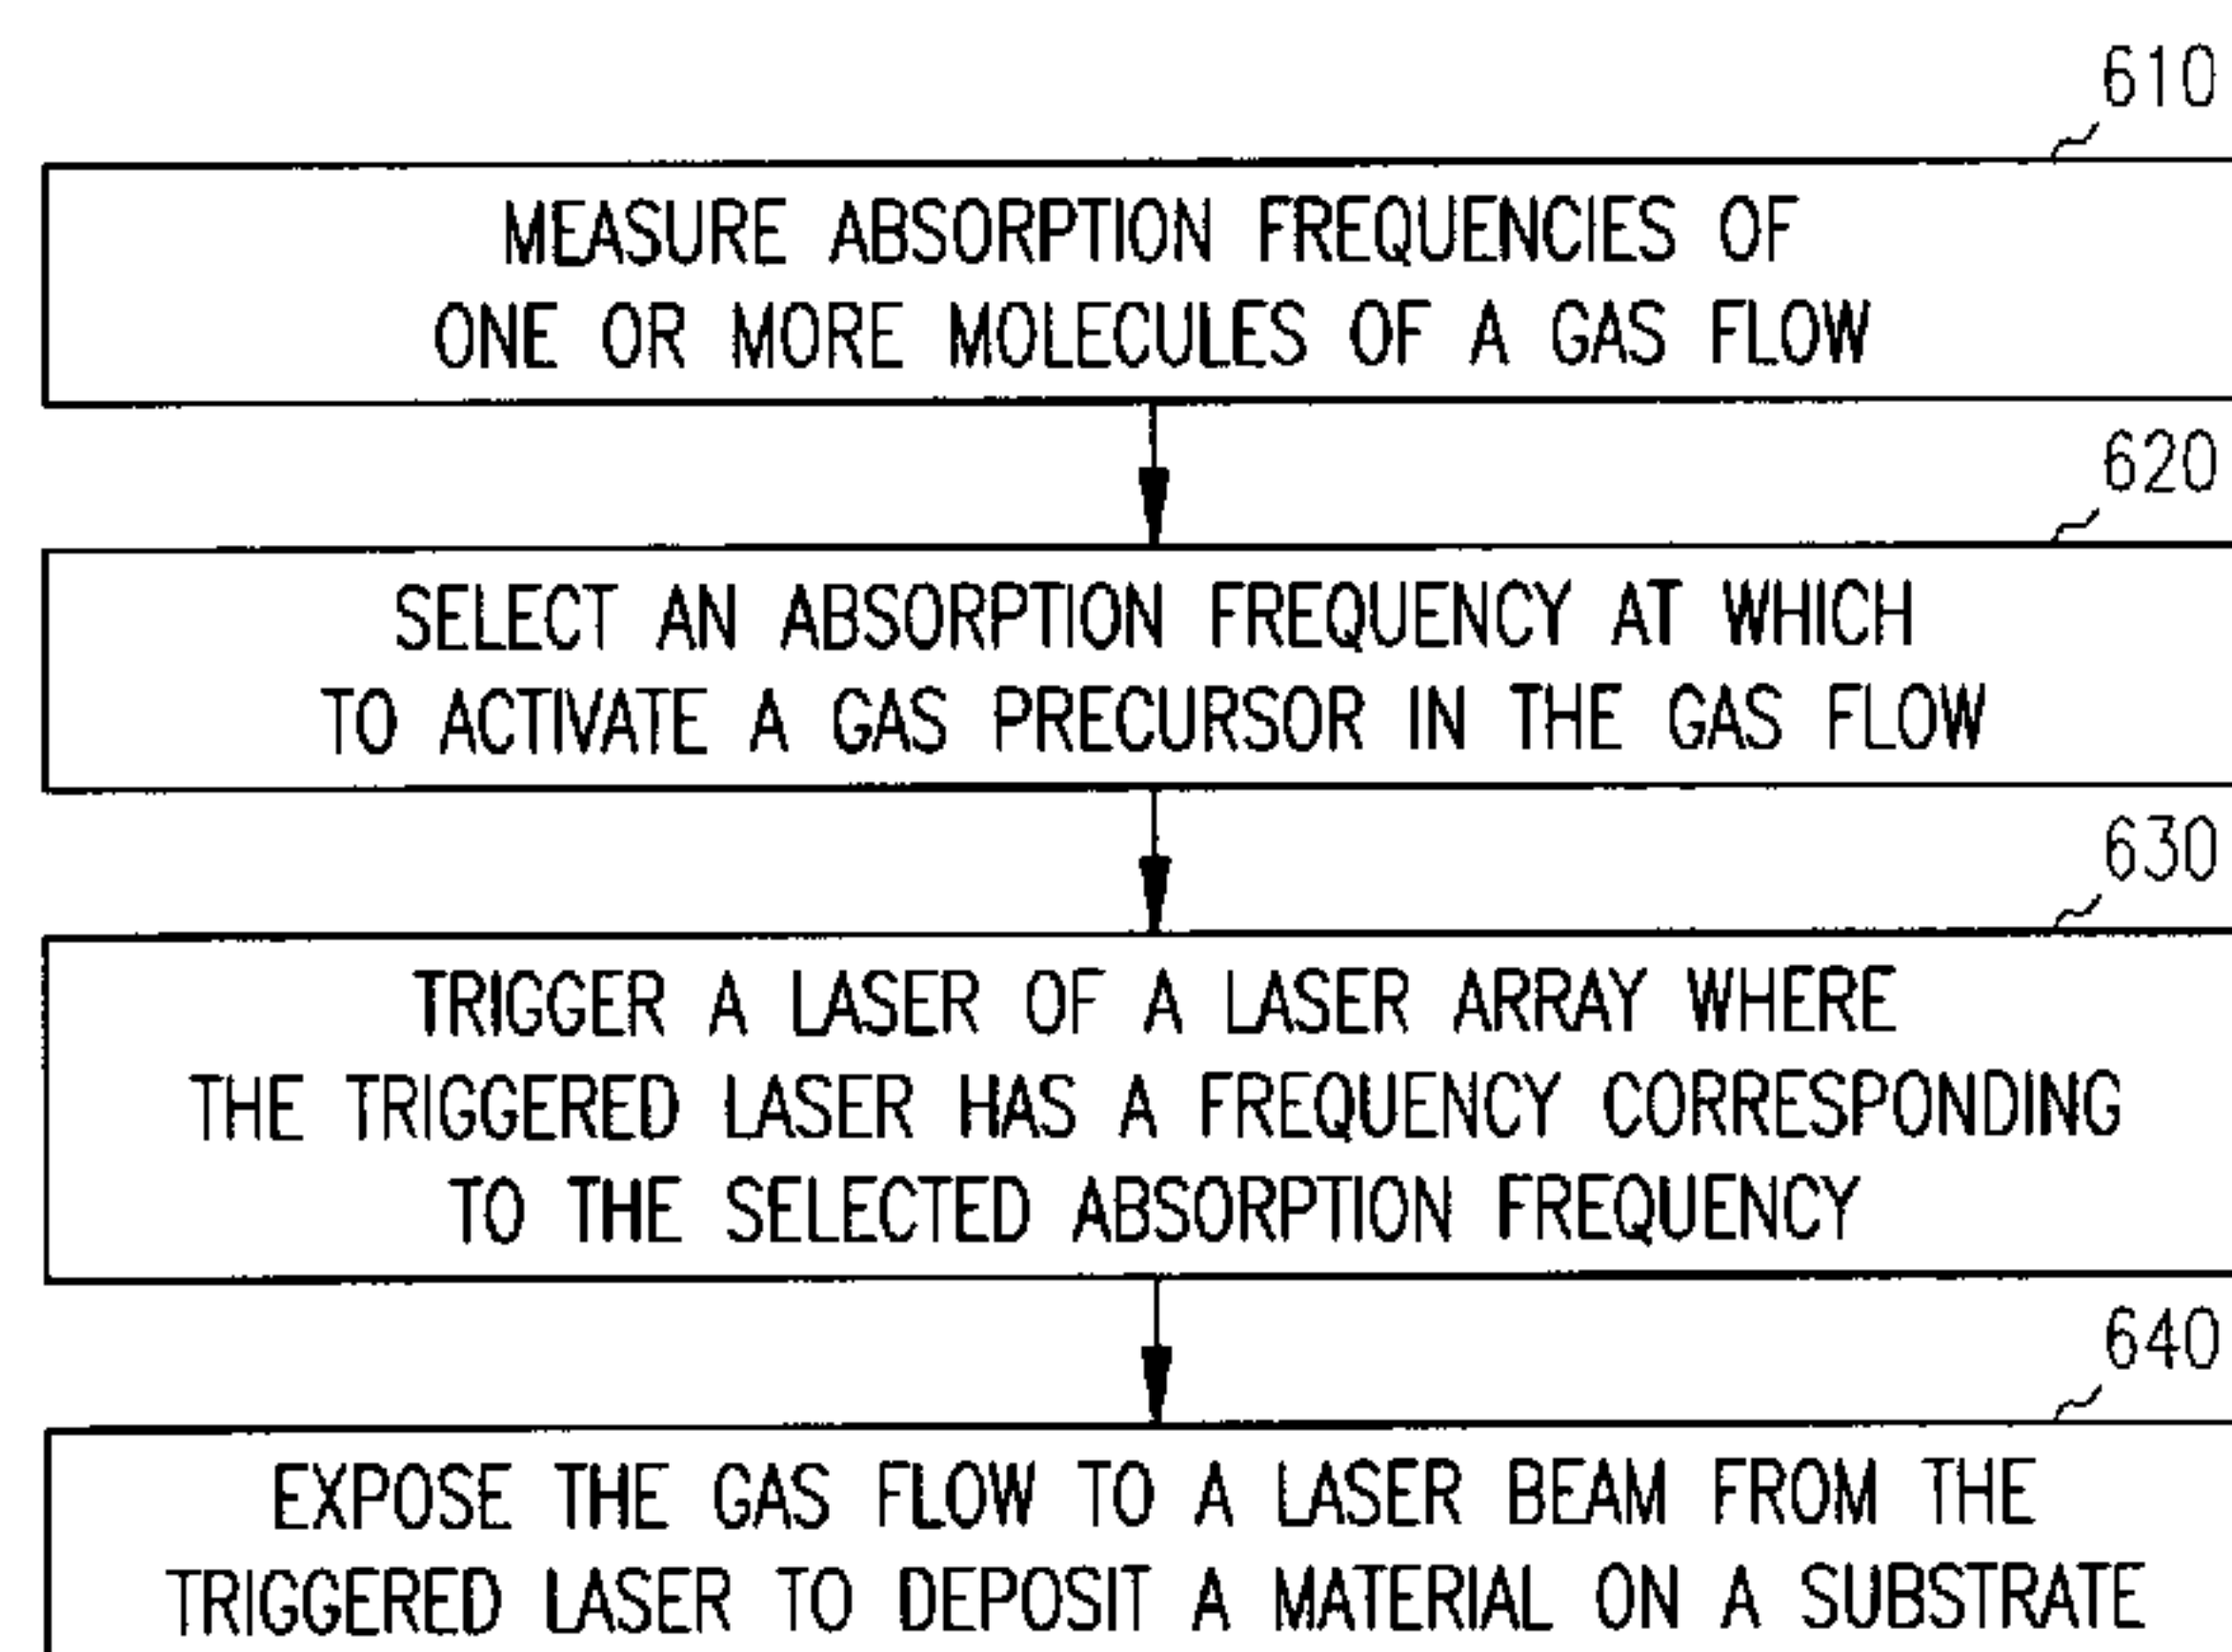 610
MEASURE ABSORPTION FREQUENCIES OF
ONE OR MORE MOLECULES OF A GAS FLOW
620
SELECT AN ABSORPTION FREQUENCY AT WHICH
TO ACTIVATE A GAS PRECURSOR IN THE GAS FLOW
630
TRIGGER A LASER OF A LASER ARRAY WHERE
THE TRIGGERED LASER HAS A FREQUENCY CORRESPONDING
TO THE SELECTED ABSORPTION FREQUENCY
640
EXPOSE THE GAS FLOW TO A LASER BEAM FROM THE
TRIGGERED LASER TO DEPOSIT A MATERIAL ON A SUBSTRATE